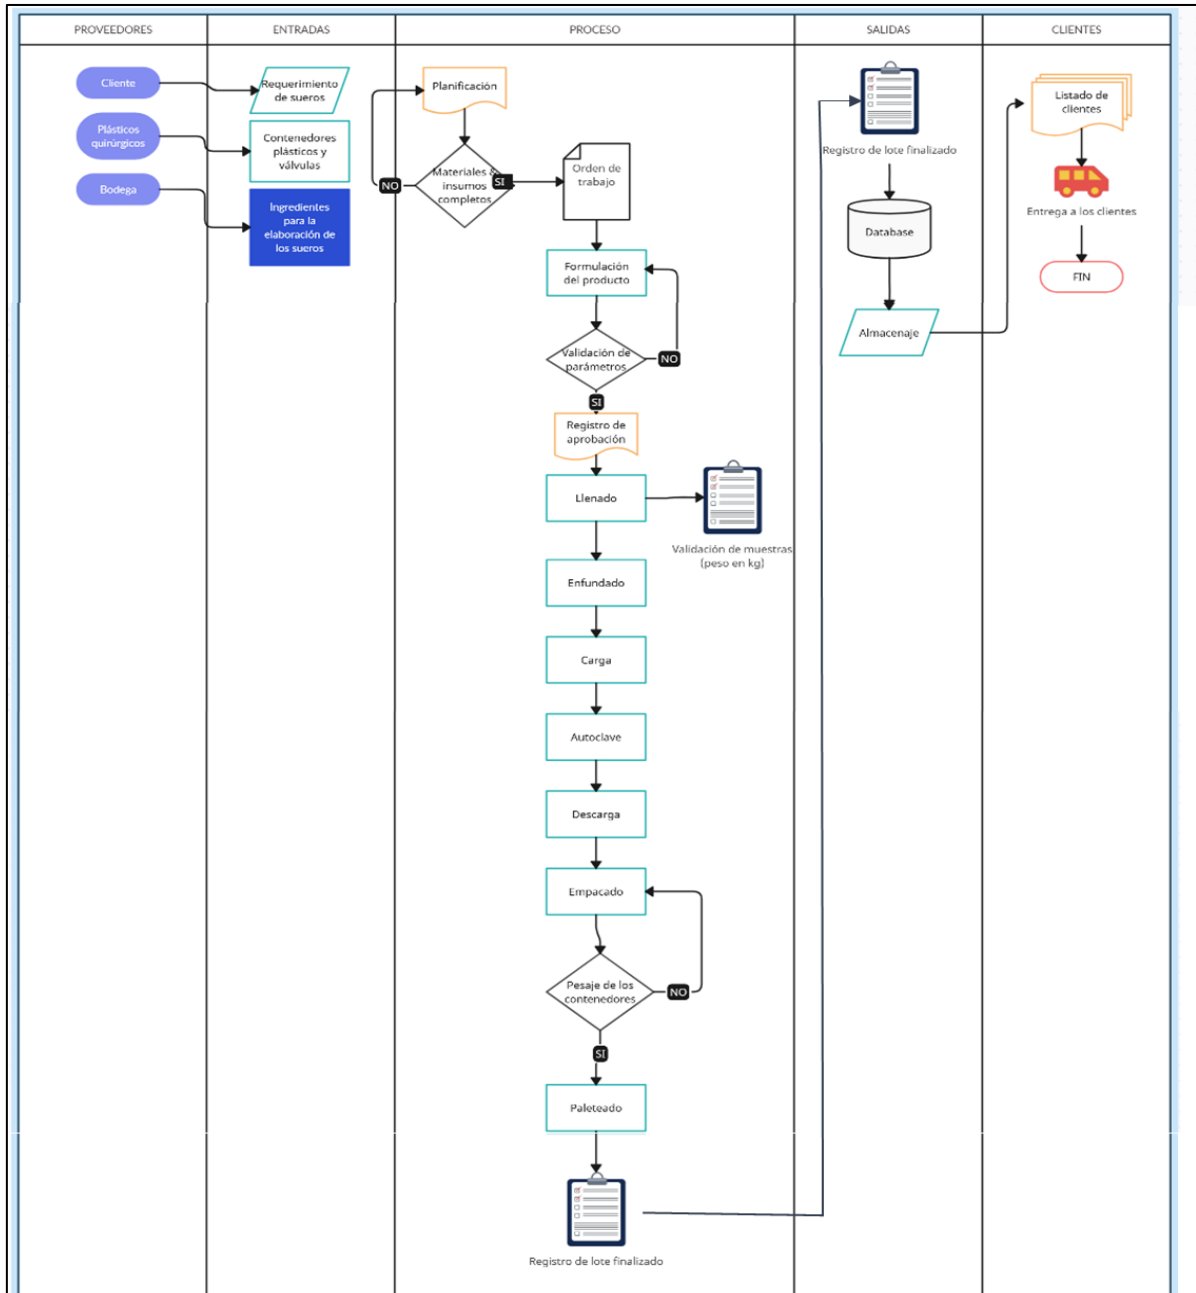 PROVEEDORES
ENTRADAS
PROCESO
SALIDAS
CLIENTES
Cliente
Plásticos
quirúrgicos
Bodega
Requerimiento
de sueros
Contenedores
plásticos y
válvulas
Ingredientes
para la
elaboración de
los sueros
Planificación
Materiales &
insumos
completos
NO
SI
Orden de
trabajo
Formulación
del producto
Validación de
parámetros
NO
SI
Registro de
aprobación
Llenado
Validación de muestras
(peso en kg)
Enfundado
Carga
Autoclave
Descarga
Empacado
Pesaje de los
contenedores
NO
SI
Paleteado
Registro de lote finalizado
Registro de lote finalizado
Database
Almacenaje
Listado de
clientes
Entrega a los clientes
FIN